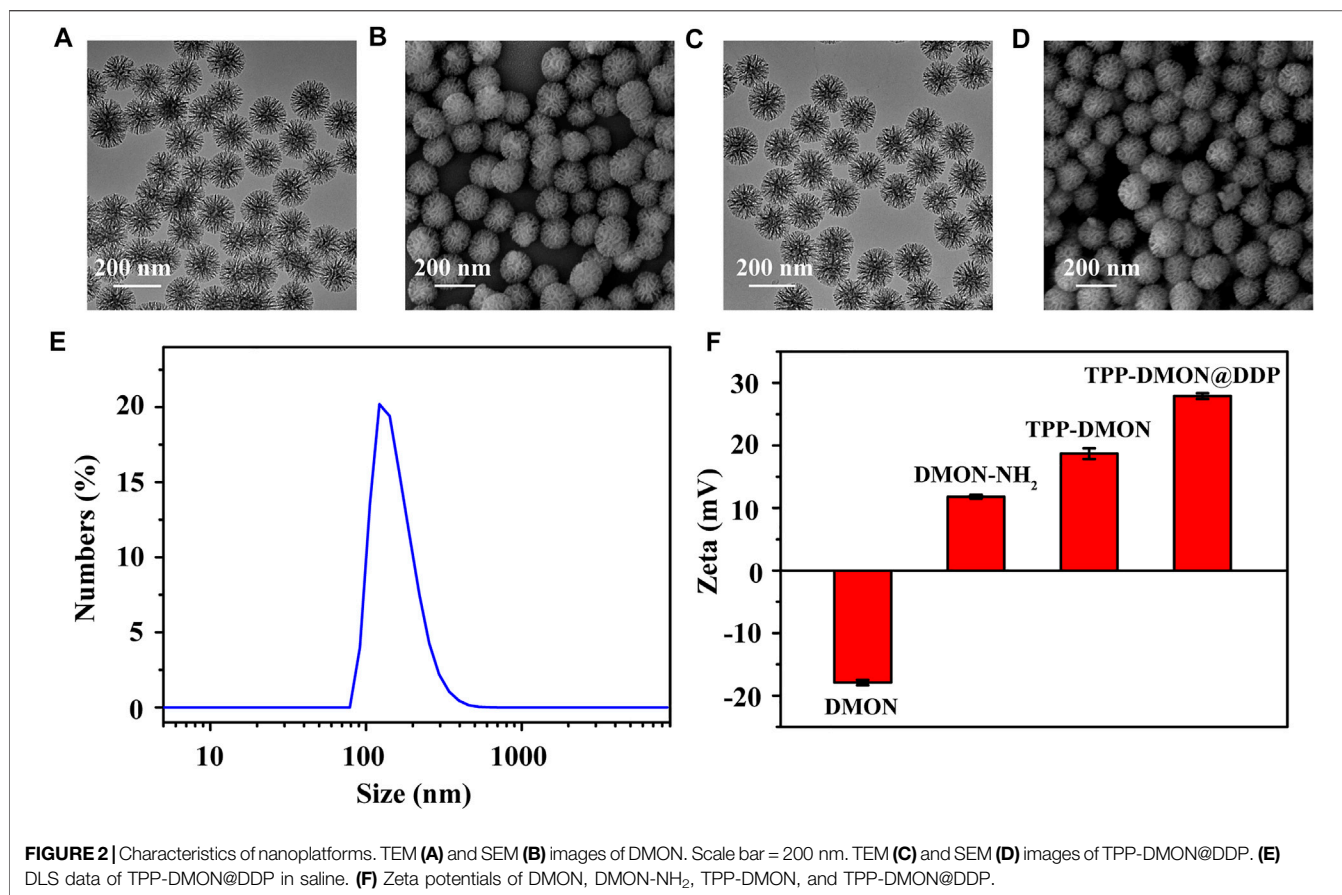 A
B
C
D
200 nm
200 nm
200 nm
200 nm
E
20
15
10
5
0
Numbers (%)
10
100
1000
Size (nm)
F
30
20
10
0
-10
-20
Zeta (mV)
DMON
DMON-NH₂
TPP-DMON
TPP-DMON@DDP
FIGURE 2 | Characteristics of nanoplatforms. TEM (A) and SEM (B) images of DMON. Scale bar = 200 nm. TEM (C) and SEM (D) images of TPP-DMON@DDP. (E)
DLS data of TPP-DMON@DDP in saline. (F) Zeta potentials of DMON, DMON-NH₂, TPP-DMON, and TPP-DMON@DDP.